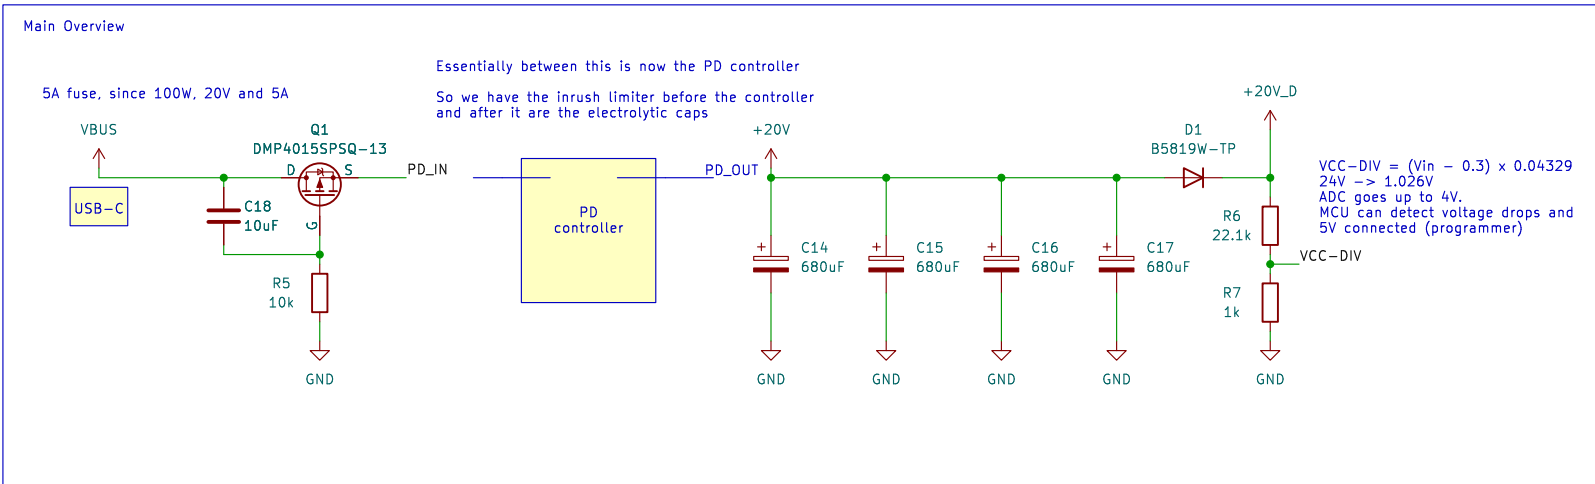 Main Overview
Essentially between this is now the PD controller
So we have the inrush limiter before the controller
and after it are the electrolytic caps
5A fuse, since 100W, 20V and 5A
VBUS
USB-C
C18
10uF
Q1
DMP4015SPSQ-13
D
S
G
PD_IN
R5
10k
GND
PD
controller
PD_OUT
+20V
C14
680uF
GND
C15
680uF
GND
C16
680uF
GND
C17
680uF
GND
D1
B5819W-TP
+20V_D
R6
22.1k
VCC-DIV
R7
1k
GND
VCC-DIV = (Vin - 0.3) x 0.04329
24V -> 1.026V
ADC goes up to 4V.
MCU can detect voltage drops and
5V connected (programmer)